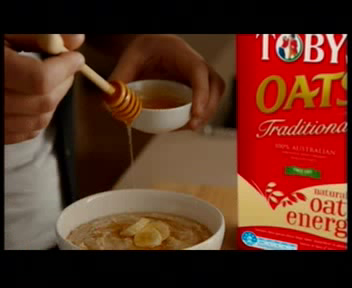 TOBY'S
OATS
Traditional
100% AUSTRALIAN
natural
oat
energy